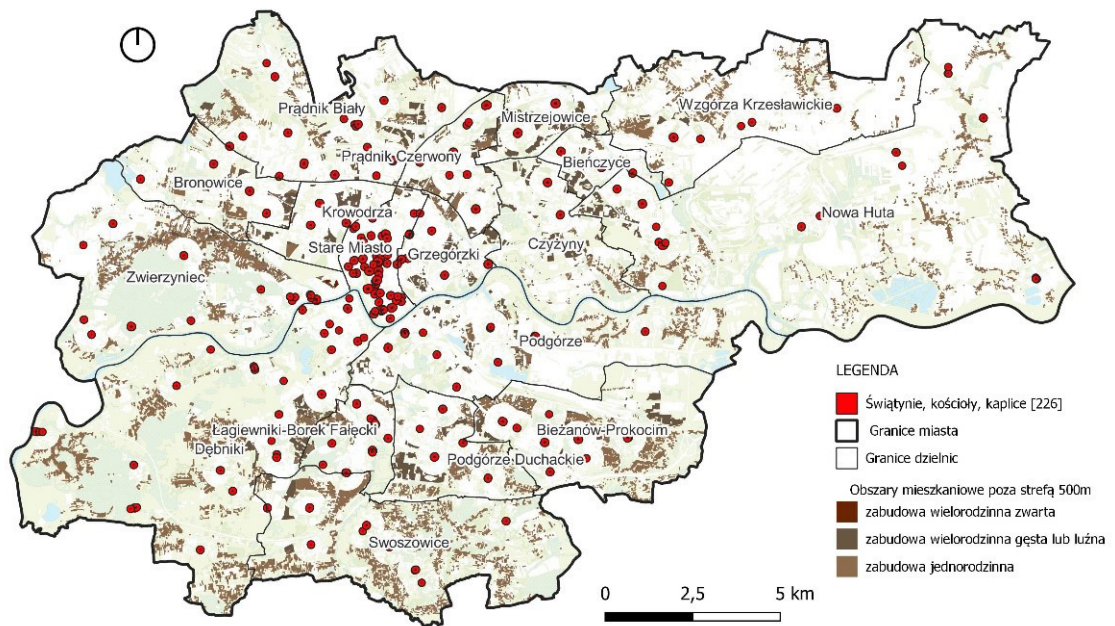 Prądnik Biały
Mistrzejowice
Wzgórza Krzesławickie
Prądnik Czerwony
Bieńczyce
Bronowice
Krowodrza
Nowa Huta
Stare Miasto
Grzegórzki
Czyżyny
Zwierzyniec
Podgórze
Łagiewniki-Borek Fałęcki
Bieżanów-Prokocim
Dębniki
Podgórze Duchackie
Swoszowice
LEGENDA
Świątynie, kościoły, kaplice [226]
Granice miasta
Granice dzielnic
Obszary mieszkaniowe poza strefą 500m
zabudowa wielorodzinna zwarta
zabudowa wielorodzinna gęsta lub luźna
zabudowa jednorodzinna
0 2,5 5 km